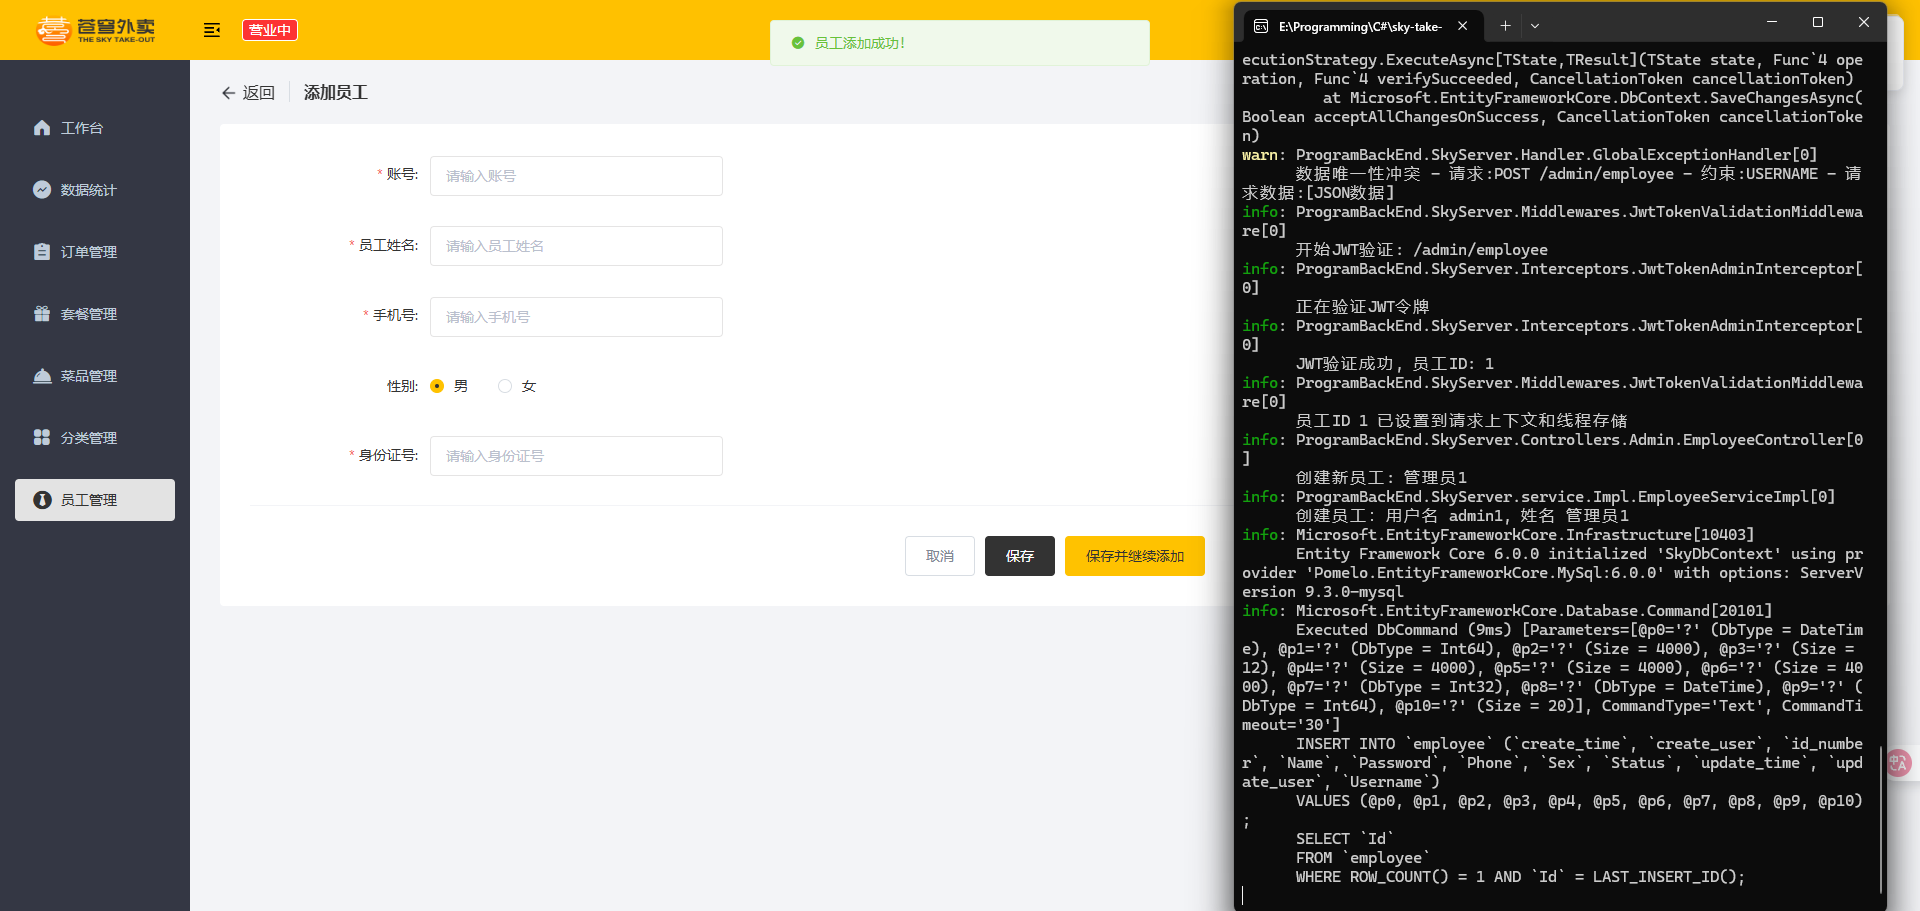 苍穹外卖
THE SKY TAKE-OUT
营业中
员工添加成功!
工作台
数据统计
订单管理
套餐管理
菜品管理
分类管理
员工管理
返回
添加员工
* 账号: 请输入账号
* 员工姓名: 请输入员工姓名
* 手机号: 请输入手机号
性别: 男 女
* 身份证号: 请输入身份证号
取消 保存 保存并继续添加
E:\Programming\C#\sky-take-
ecutionStrategy.ExecuteAsync[TState,TResult](TState state, Func`4 ope
ration, Func`4 verifySucceeded, CancellationToken cancellationToken)
at Microsoft.EntityFrameworkCore.DbContext.SaveChangesAsync(
Boolean acceptAllChangesOnSuccess, CancellationToken cancellationToke
n)
warn: ProgramBackEnd.SkyServer.Handler.GlobalExceptionHandler[0]
数据唯一性冲突 - 请求:POST /admin/employee - 约束:USERNAME - 请
求数据:[JSON数据]
info: ProgramBackEnd.SkyServer.Middlewares.JwtTokenValidationMiddlewa
re[0]
开始JWT验证: /admin/employee
info: ProgramBackEnd.SkyServer.Interceptors.JwtTokenAdminInterceptor[
0]
正在验证JWT令牌
info: ProgramBackEnd.SkyServer.Interceptors.JwtTokenAdminInterceptor[
0]
JWT验证成功, 员工ID: 1
info: ProgramBackEnd.SkyServer.Middlewares.JwtTokenValidationMiddlewa
re[0]
员工ID 1 已设置到请求上下文和线程存储
info: ProgramBackEnd.SkyServer.Controllers.Admin.EmployeeController[0
]
创建新员工: 管理员1
info: ProgramBackEnd.SkyServer.service.Impl.EmployeeServiceImpl[0]
创建员工: 用户名 admin1, 姓名 管理员1
info: Microsoft.EntityFrameworkCore.Infrastructure[10403]
Entity Framework Core 6.0.0 initialized 'SkyDbContext' using pr
ovider 'Pomelo.EntityFrameworkCore.MySql:6.0.0' with options: ServerV
ersion 9.3.0-mysql
info: Microsoft.EntityFrameworkCore.Database.Command[20101]
Executed DbCommand (9ms) [Parameters=[@p0='?' (DbType = DateTim
e), @p1='?' (DbType = Int64), @p2='?' (Size = 4000), @p3='?' (Size =
12), @p4='?' (Size = 4000), @p5='?' (Size = 4000), @p6='?' (Size = 40
00), @p7='?' (DbType = Int32), @p8='?' (DbType = DateTime), @p9='?' (
DbType = Int64), @p10='?' (Size = 20)], CommandType='Text', CommandTi
meout='30']
INSERT INTO `employee` (`create_time`, `create_user`, `id_numbe
r`, `Name`, `Password`, `Phone`, `Sex`, `Status`, `update_time`, `upd
ate_user`, `Username`)
VALUES (@p0, @p1, @p2, @p3, @p4, @p5, @p6, @p7, @p8, @p9, @p10)
;
SELECT `Id`
FROM `employee`
WHERE ROW_COUNT() = 1 AND `Id` = LAST_INSERT_ID();